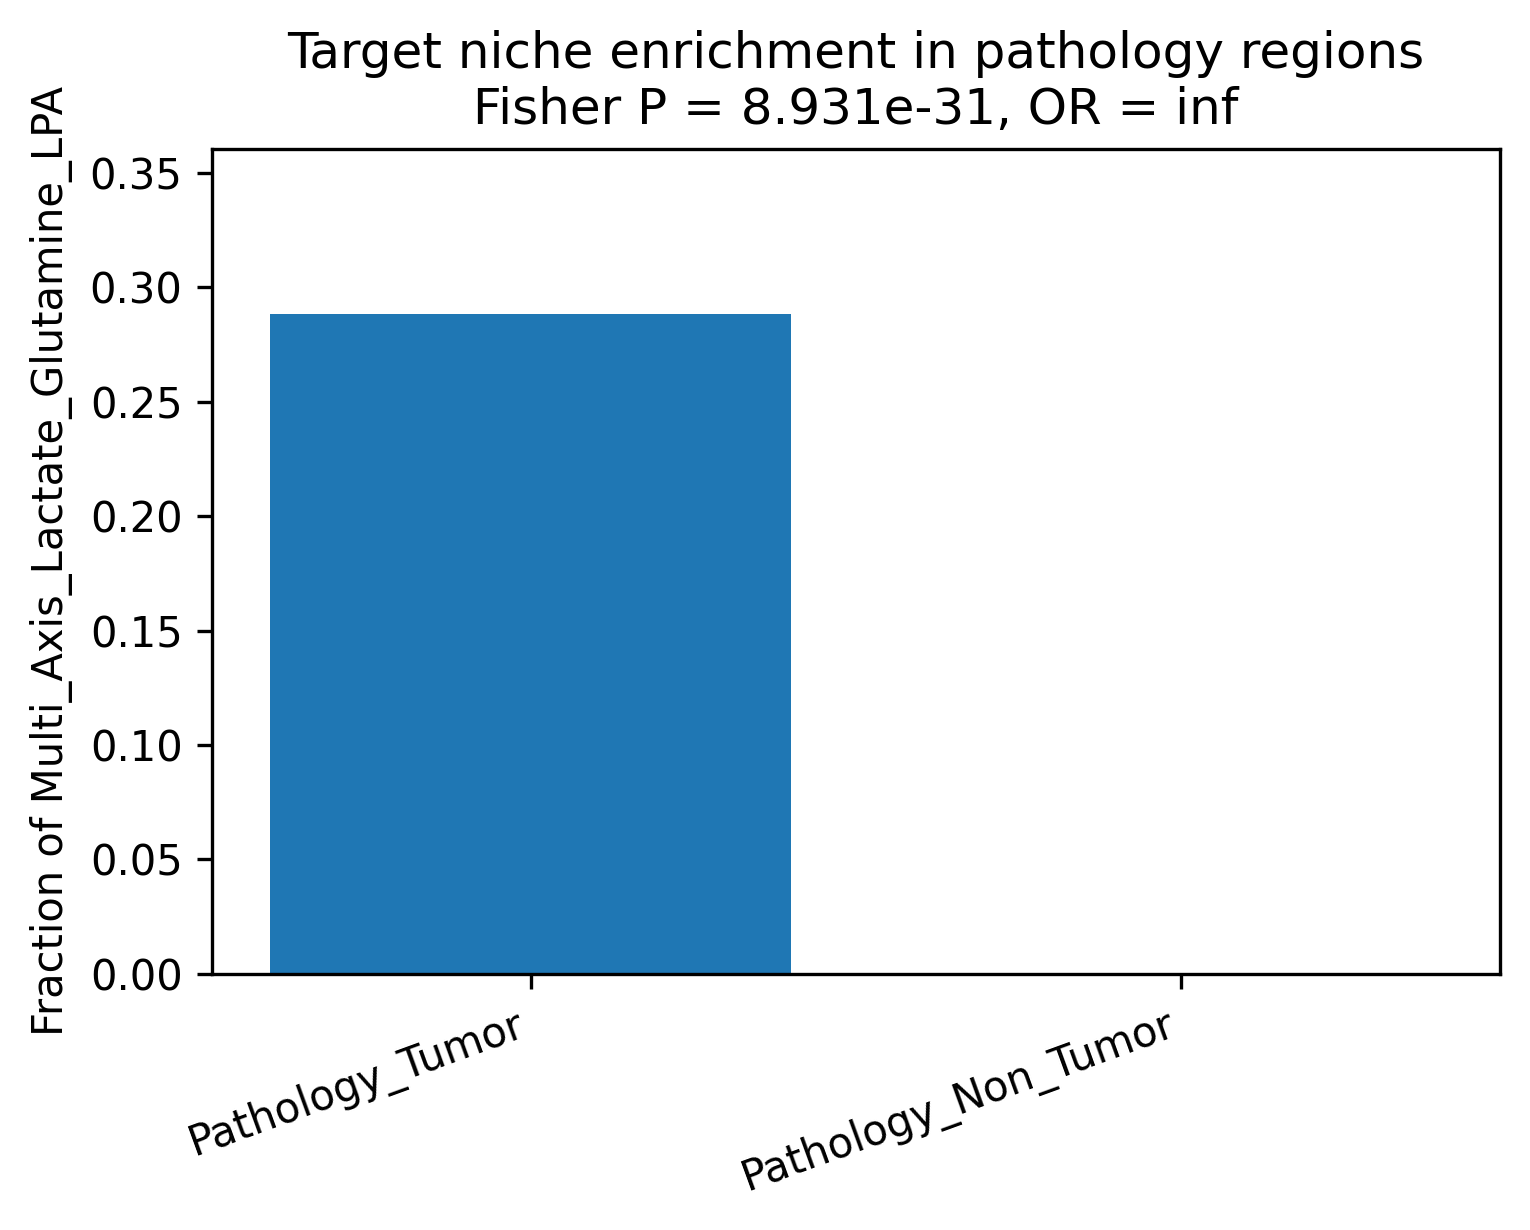 Target niche enrichment in pathology regions
Fisher P = 8.931e-31, OR = inf
Fraction of Multi_Axis_Lactate_Glutamine_LPA
0.35
0.30
0.25
0.20
0.15
0.10
0.05
0.00
Pathology_Tumor
Pathology_Non_Tumor